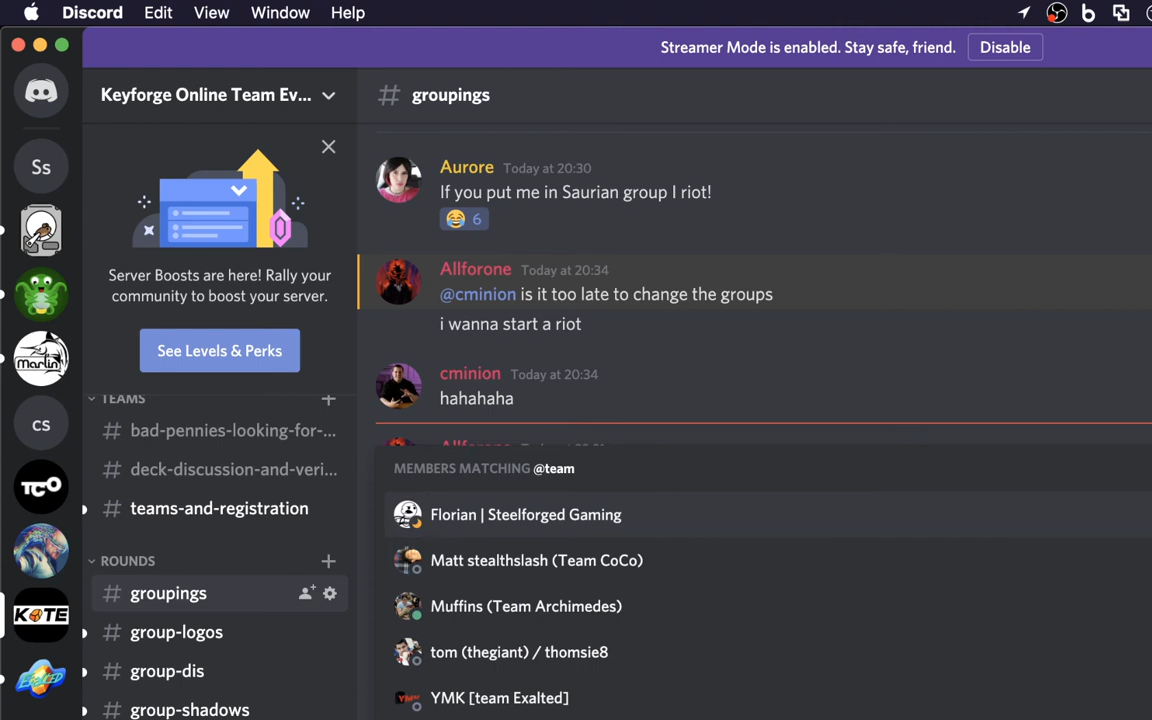 Discord Edit View Window Help
Streamer Mode is enabled. Stay safe, friend. Disable
Keyforge Online Team Ev...
Server Boosts are here! Rally your
community to boost your server.
See Levels & Perks
TEAMS
bad-pennies-looking-for-...
deck-discussion-and-veri...
teams-and-registration
ROUNDS
groupings
group-logos
group-dis
group-shadows
Ss
marlin
cs
TCO
KOTE
EXALTED
groupings
Aurore Today at 20:30
If you put me in Saurian group I riot!
6
Allforone Today at 20:34
@cminion is it too late to change the groups
i wanna start a riot
cminion Today at 20:34
hahahaha
MEMBERS MATCHING @team
Florian | Steelforged Gaming
Matt stealthslash (Team CoCo)
Muffins (Team Archimedes)
tom (thegiant) / thomsie8
YMK [team Exalted]